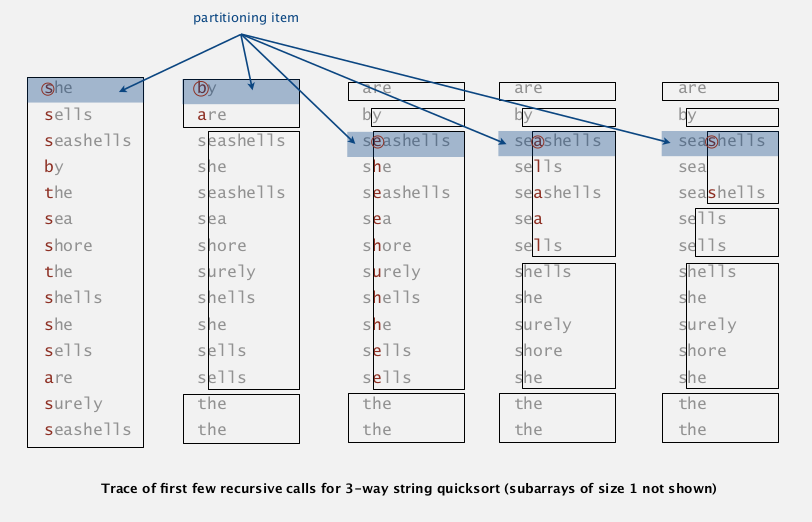 partitioning item
she by are are are
sells are by by by
seashells seashells seashells seashells seashells
by she she sells sea
the seashells seashells seashells seashells
sea sea sea sea sells
shore shore shore sells sells
the surely surely shells shells
shells shells shells she she
she she she surely surely
sells sells sells shore shore
are sells sells she she
surely the the the the
seashells the the the the
Trace of first few recursive calls for 3-way string quicksort (subarrays of size 1 not shown)